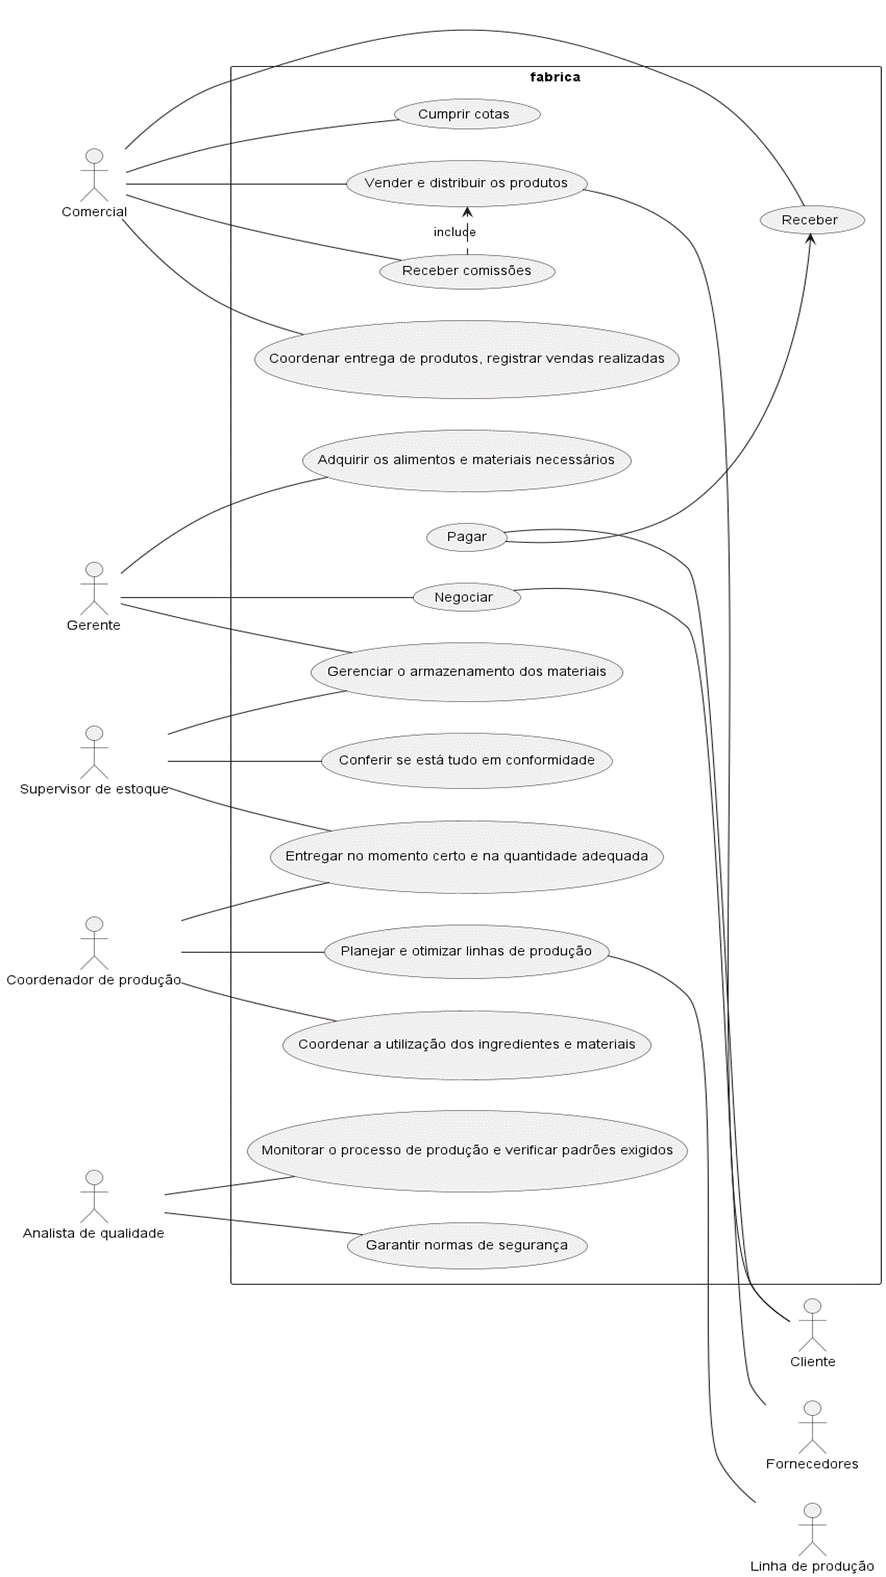 fabrica
Cumprir cotas
Vender e distribuir os produtos
Receber
Comercial
include
Receber comissões
Coordenar entrega de produtos, registrar vendas realizadas
Adquirir os alimentos e materiais necessários
Pagar
Negociar
Gerente
Gerenciar o armazenamento dos materiais
Conferir se está tudo em conformidade
Supervisor de estoque
Entregar no momento certo e na quantidade adequada
Planejar e otimizar linhas de produção
Coordenador de produção
Coordenar a utilização dos ingredientes e materiais
Monitorar o processo de produção e verificar padrões exigidos
Analista de qualidade
Garantir normas de segurança
Cliente
Fornecedores
Linha de produção